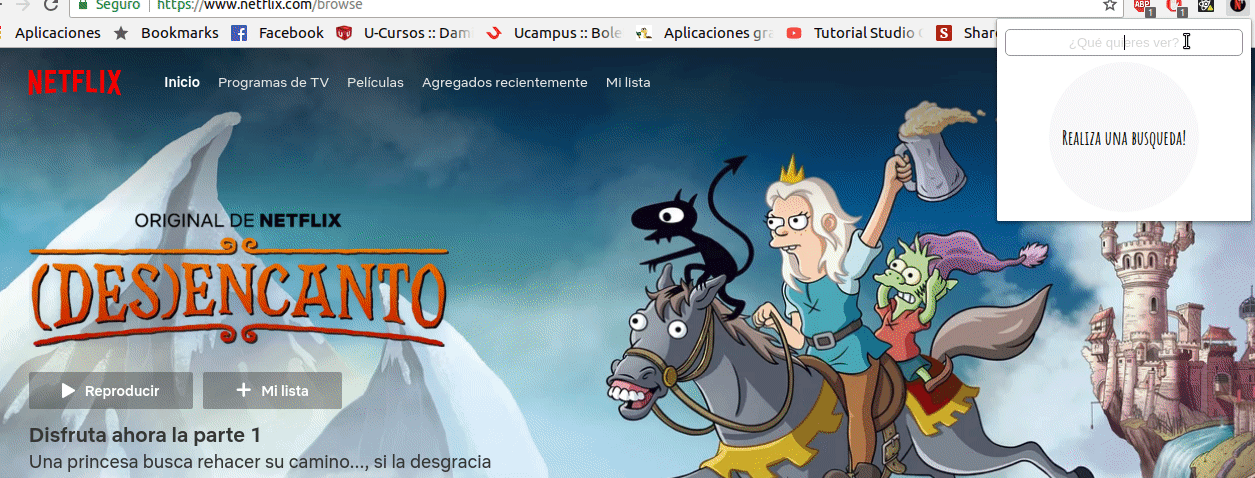 Seguro https://www.netflix.com/browse
ABP 1 1
Aplicaciones Bookmarks Facebook U-Cursos :: Dam Ucampus :: Bole Aplicaciones gra Tutorial Studio S Shar
¿Qué quieres ver?
Realiza una busqueda!
NETFLIX Inicio Programas de TV Películas Agregados recientemente Mi lista
ORIGINAL DE NETFLIX
(DES)ENCANTO
Reproducir Mi lista
Disfruta ahora la parte 1
Una princesa busca rehacer su camino..., si la desgracia